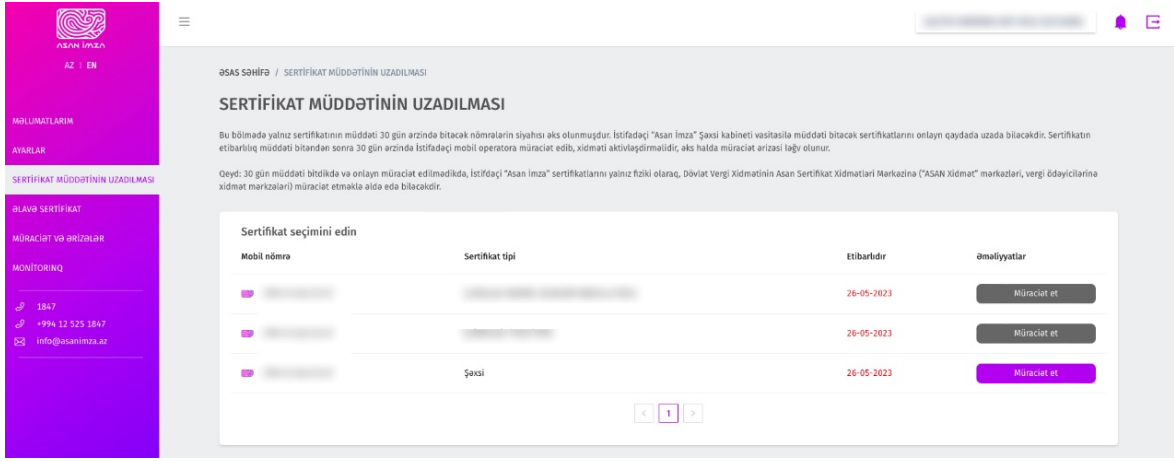 ASAN İMZA
AZ | EN
MƏLUMATLARIM
AYARLAR
SERTİFİKAT MÜDDƏTİNİN UZADILMASI
ƏLAVƏ SERTİFİKAT
MÜRACİƏT VƏ ƏRİZƏLƏR
MONİTORINQ
1847
+994 12 525 1847
info@asanimza.az
ƏSAS SƏHİFƏ / SERTİFİKAT MÜDDƏTİNİN UZADILMASI
SERTİFİKAT MÜDDƏTİNİN UZADILMASI
Bu bölmədə yalnız sertifikatının müddəti 30 gün ərzində bitəcək nömrələrin siyahısı əks olunmuşdur. İstifadəçi "Asan İmza" Şəxsi kabineti vasitəsilə müddəti bitəcək sertifikatlarını onlayn qaydada uzada biləcəkdir. Sertifikatın
etibarlılıq müddəti bitəndən sonra 30 gün ərzində İstifadəçi mobil operatora müraciət edib, xidməti aktivləşdirməlidir, əks halda müraciət ərizəsi ləğv olunur.
Qeyd: 30 gün müddəti bitdikdə və onlayn müraciət edilmədikdə, İstifdəçi "Asan imza" sertifikatlarını yalnız fiziki olaraq, Dövlət Vergi Xidmətinin Asan Sertifikat Xidmətləri Mərkəzinə ("ASAN Xidmət" mərkəzləri, vergi ödəyicilərinə
xidmət mərkzələri) müraciət etməklə əldə edə biləcəkdir.
Sertifikat seçimini edin
Mobil nömrə Sertifikat tipi Etibarlıdır Əməliyyatlar
26-05-2023 Müraciət et
26-05-2023 Müraciət et
Şəxsi 26-05-2023 Müraciət et
< 1 >